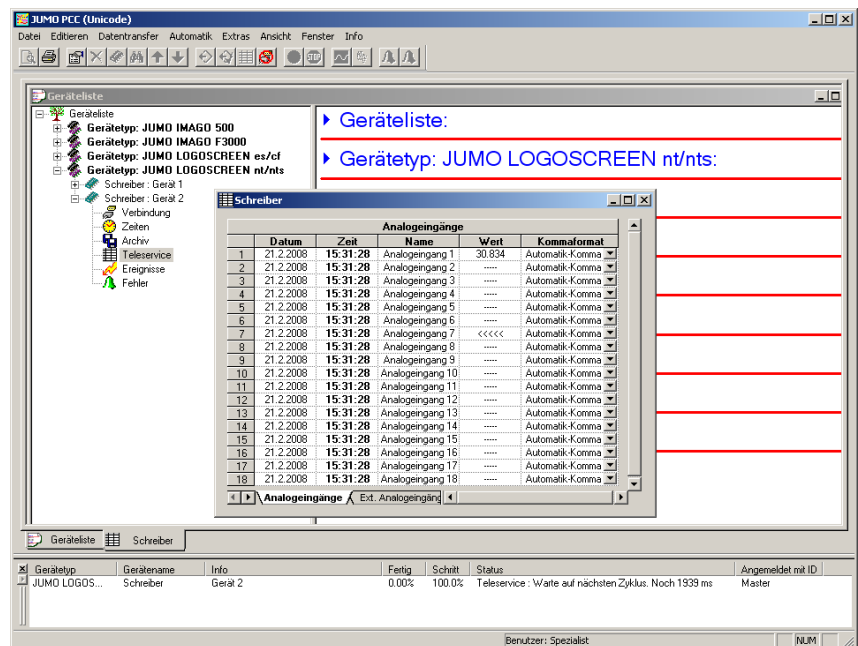 JUMO PCC (Unicode)
Datei Editieren Datentransfer Automatik Extras Ansicht Fenster Info
STOP
Geräteliste
Geräteliste
Gerätetyp: JUMO IMAGO 500
Gerätetyp: JUMO IMAGO F3000
Gerätetyp: JUMO LOGOSCREEN es/cf
Gerätetyp: JUMO LOGOSCREEN nt/nts
Schreiber : Gerät 1
Schreiber : Gerät 2
Verbindung
Zeiten
Archiv
Teleservice
Ereignisse
Fehler
Geräteliste:
Gerätetyp: JUMO LOGOSCREEN nt/nts:
Schreiber
Analogeingänge
Datum Zeit Name Wert Kommaformat
1 21.2.2008 15:31:28 Analogeingang 1 30.834 Automatik-Komma
2 21.2.2008 15:31:28 Analogeingang 2 ----- Automatik-Komma
3 21.2.2008 15:31:28 Analogeingang 3 ----- Automatik-Komma
4 21.2.2008 15:31:28 Analogeingang 4 ----- Automatik-Komma
5 21.2.2008 15:31:28 Analogeingang 5 ----- Automatik-Komma
6 21.2.2008 15:31:28 Analogeingang 6 ----- Automatik-Komma
7 21.2.2008 15:31:28 Analogeingang 7 <<<<< Automatik-Komma
8 21.2.2008 15:31:28 Analogeingang 8 ----- Automatik-Komma
9 21.2.2008 15:31:28 Analogeingang 9 ----- Automatik-Komma
10 21.2.2008 15:31:28 Analogeingang 10 ----- Automatik-Komma
11 21.2.2008 15:31:28 Analogeingang 11 ----- Automatik-Komma
12 21.2.2008 15:31:28 Analogeingang 12 ----- Automatik-Komma
13 21.2.2008 15:31:28 Analogeingang 13 ----- Automatik-Komma
14 21.2.2008 15:31:28 Analogeingang 14 ----- Automatik-Komma
15 21.2.2008 15:31:28 Analogeingang 15 ----- Automatik-Komma
16 21.2.2008 15:31:28 Analogeingang 16 ----- Automatik-Komma
17 21.2.2008 15:31:28 Analogeingang 17 ----- Automatik-Komma
18 21.2.2008 15:31:28 Analogeingang 18 ----- Automatik-Komma
Analogeingänge Ext. Analogeingäng
Geräteliste Schreiber
Gerätetyp Gerätename Info Fertig Schritt Status Angemeldet mit ID
JUMO LOGOS... Schreiber Gerät 2 0.00% 100.0% Teleservice : Warte auf nächsten Zyklus. Noch 1939 ms Master
Benutzer: Spezialist NUM